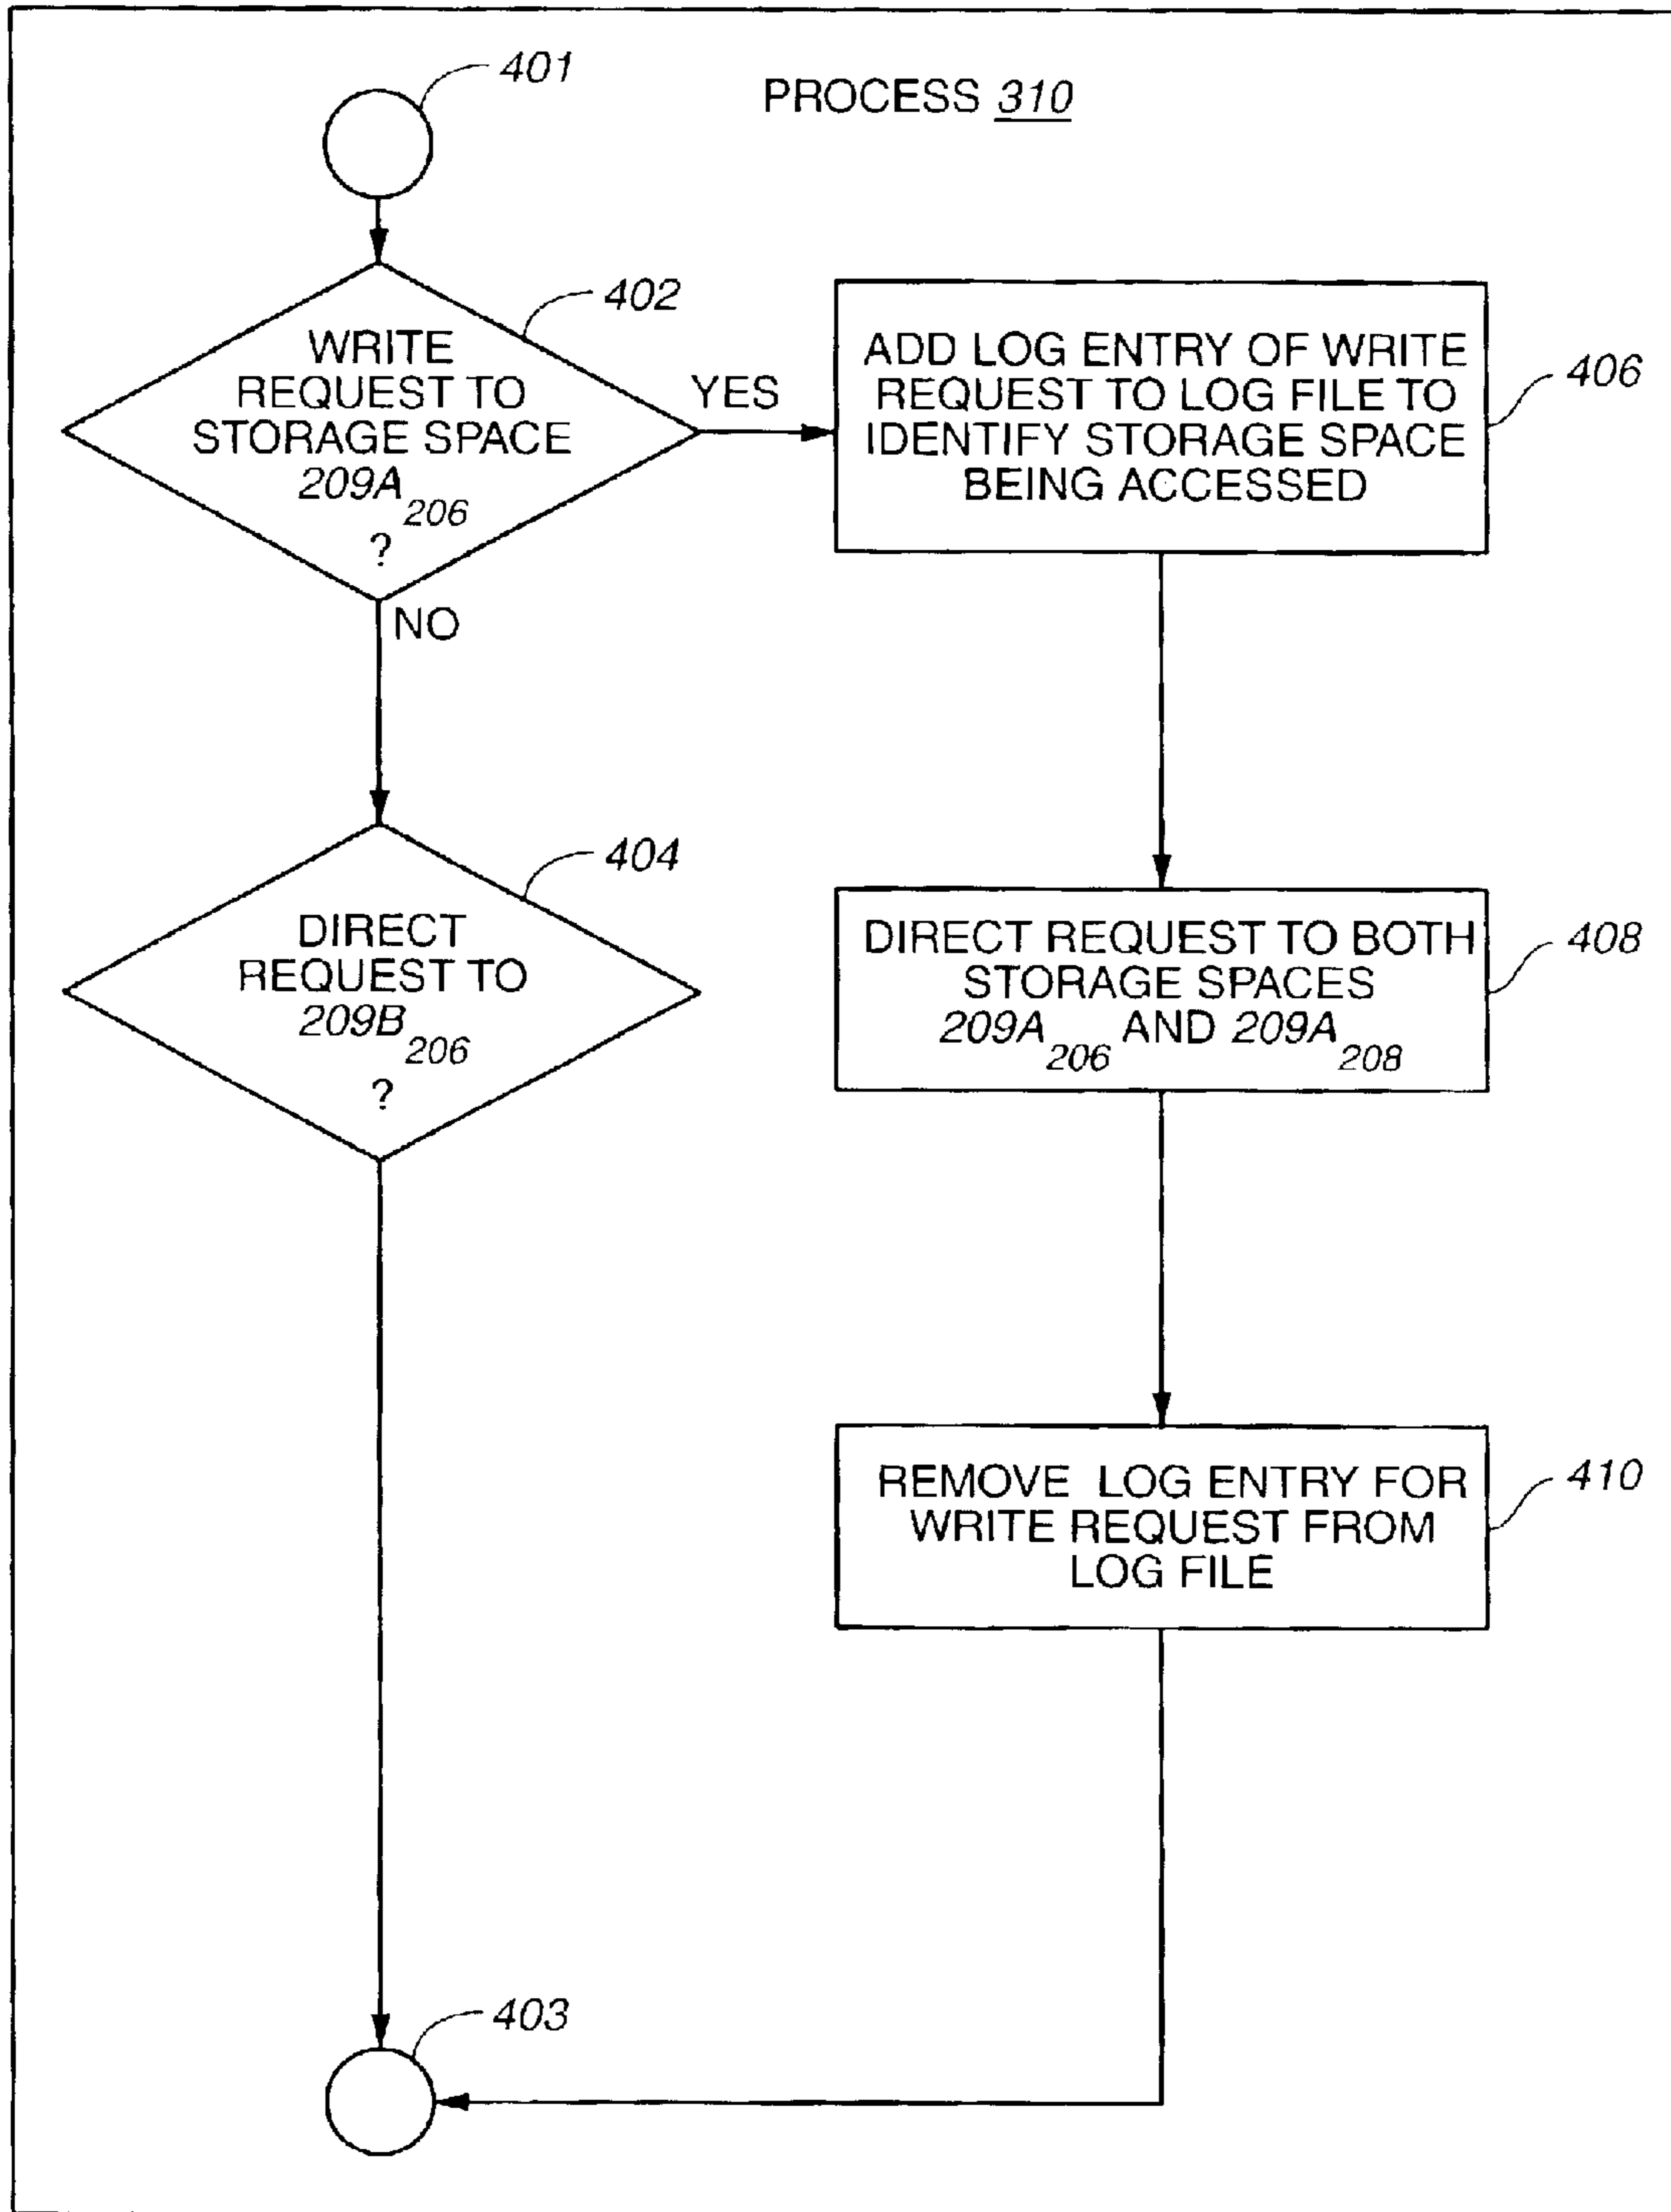 401
PROCESS 310
402
WRITE
REQUEST TO
STORAGE SPACE
209A206
?
YES
NO
ADD LOG ENTRY OF WRITE
REQUEST TO LOG FILE TO
IDENTIFY STORAGE SPACE
BEING ACCESSED
406
404
DIRECT
REQUEST TO
209B206
?
DIRECT REQUEST TO BOTH
STORAGE SPACES
209A206 AND 209A208
408
REMOVE LOG ENTRY FOR
WRITE REQUEST FROM
LOG FILE
410
403